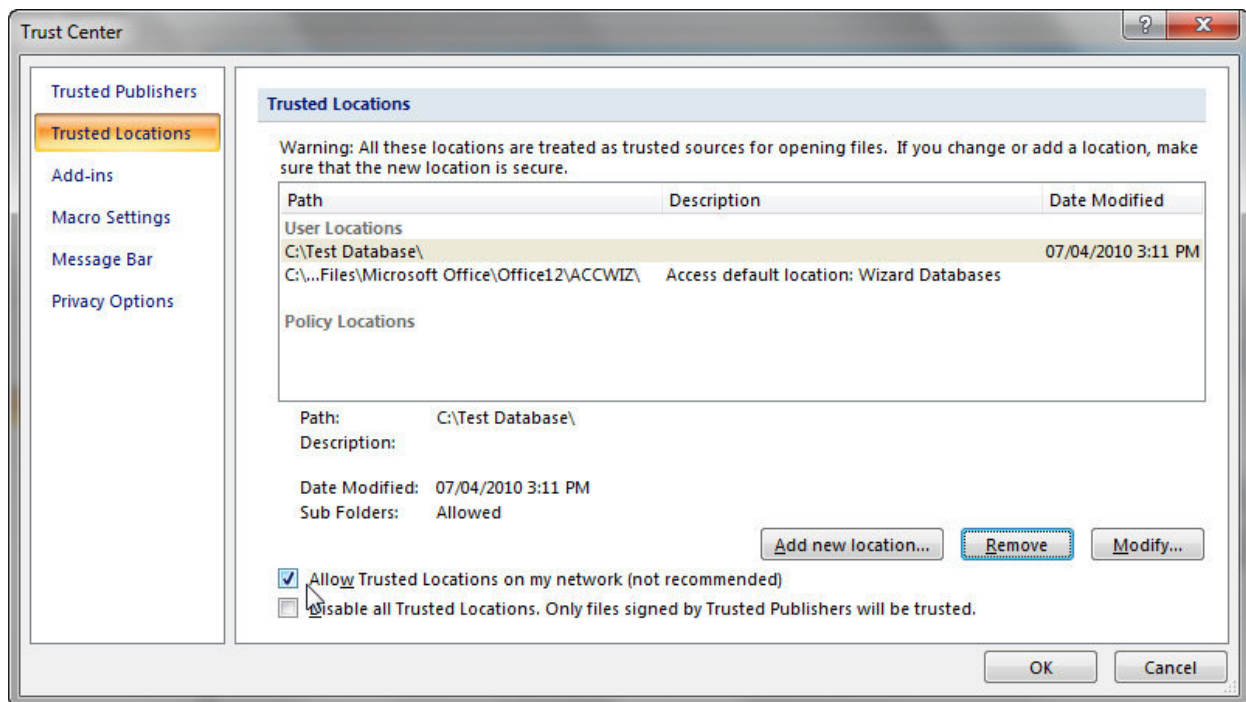 Trust Center
Trusted Publishers
Trusted Locations
Add-ins
Macro Settings
Message Bar
Privacy Options
Trusted Locations
Warning: All these locations are treated as trusted sources for opening files.  If you change or add a location, make
sure that the new location is secure.
Path Description Date Modified
User Locations
C:\Test Database\ 07/04/2010 3:11 PM
C:\...Files\Microsoft Office\Office12\ACCWIZ\ Access default location: Wizard Databases
Policy Locations
Path: C:\Test Database\
Description:
Date Modified: 07/04/2010 3:11 PM
Sub Folders: Allowed
Add new location... Remove Modify...
Allow Trusted Locations on my network (not recommended)
Disable all Trusted Locations. Only files signed by Trusted Publishers will be trusted.
OK Cancel